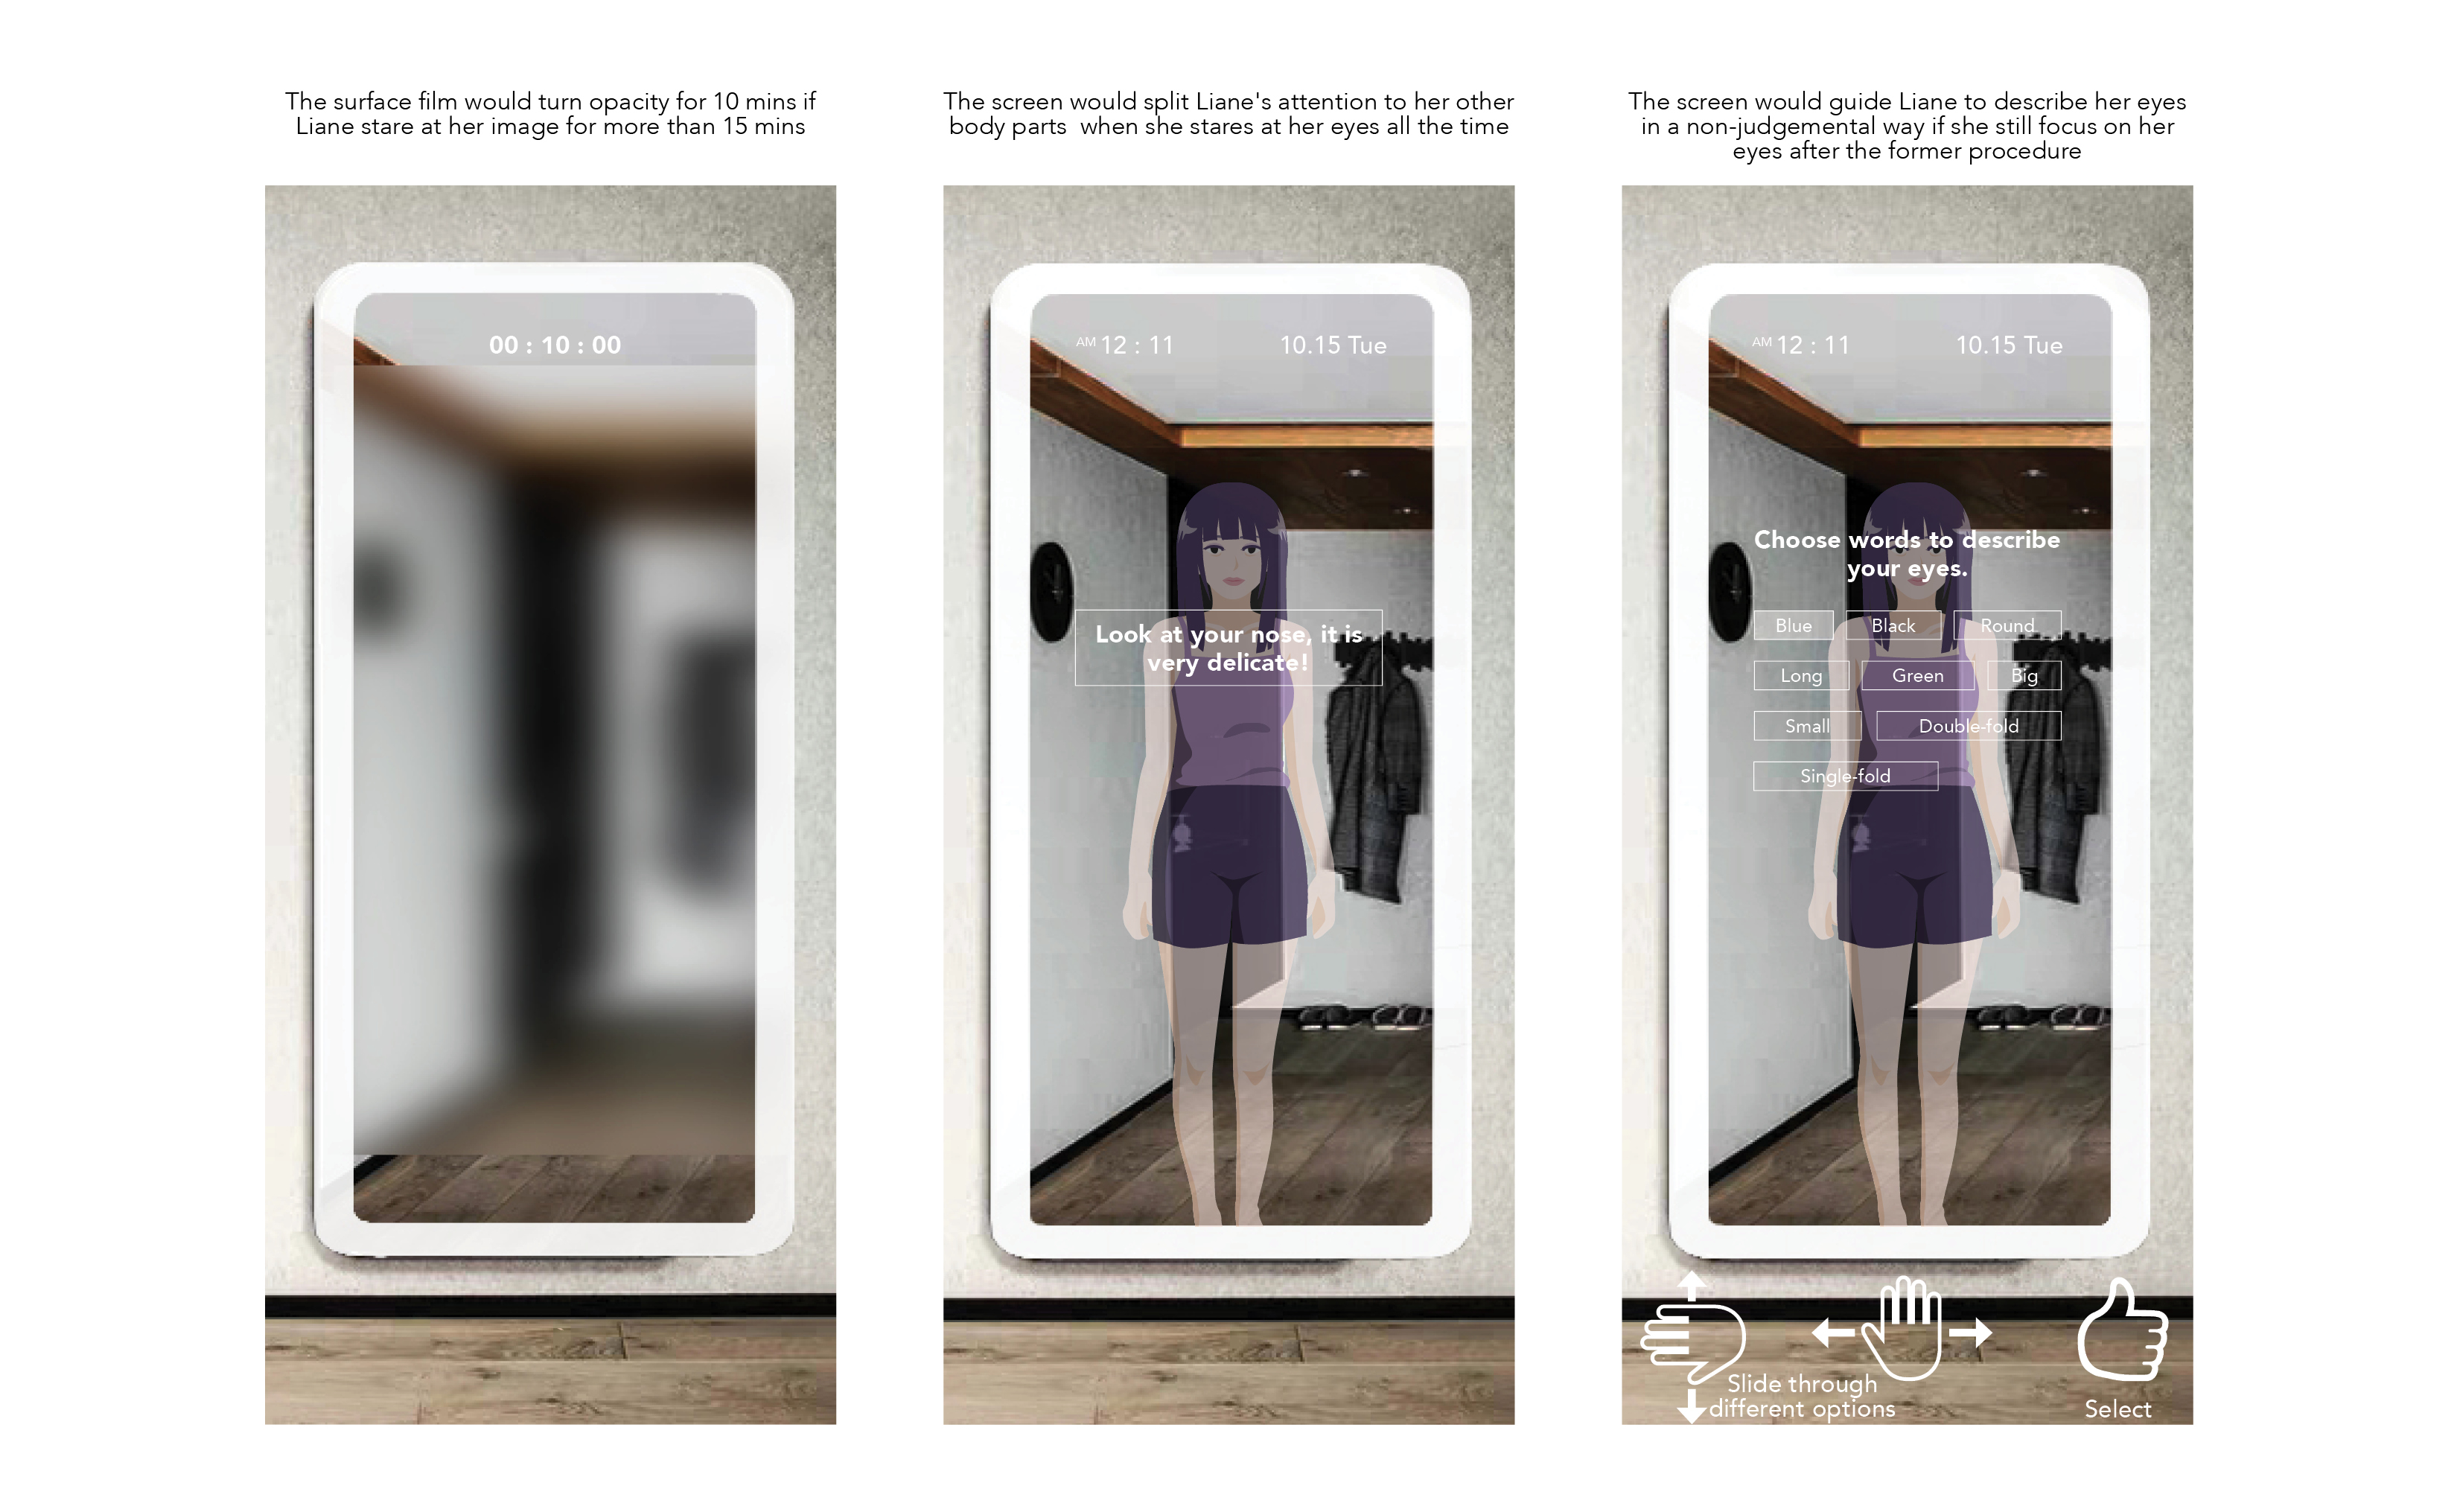 The surface film would turn opacity for 10 mins if
Liane stare at her image for more than 15 mins
The screen would split Liane's attention to her other
body parts when she stares at her eyes all the time
The screen would guide Liane to describe her eyes
in a non-judgemental way if she still focus on her
eyes after the former procedure
00 : 10 : 00
AM 12 : 11
10.15 Tue
Look at your nose, it is
very delicate!
AM 12 : 11
10.15 Tue
Choose words to describe
your eyes.
Blue
Black
Round
Long
Green
Big
Small
Double-fold
Single-fold
Slide through
different options
Select